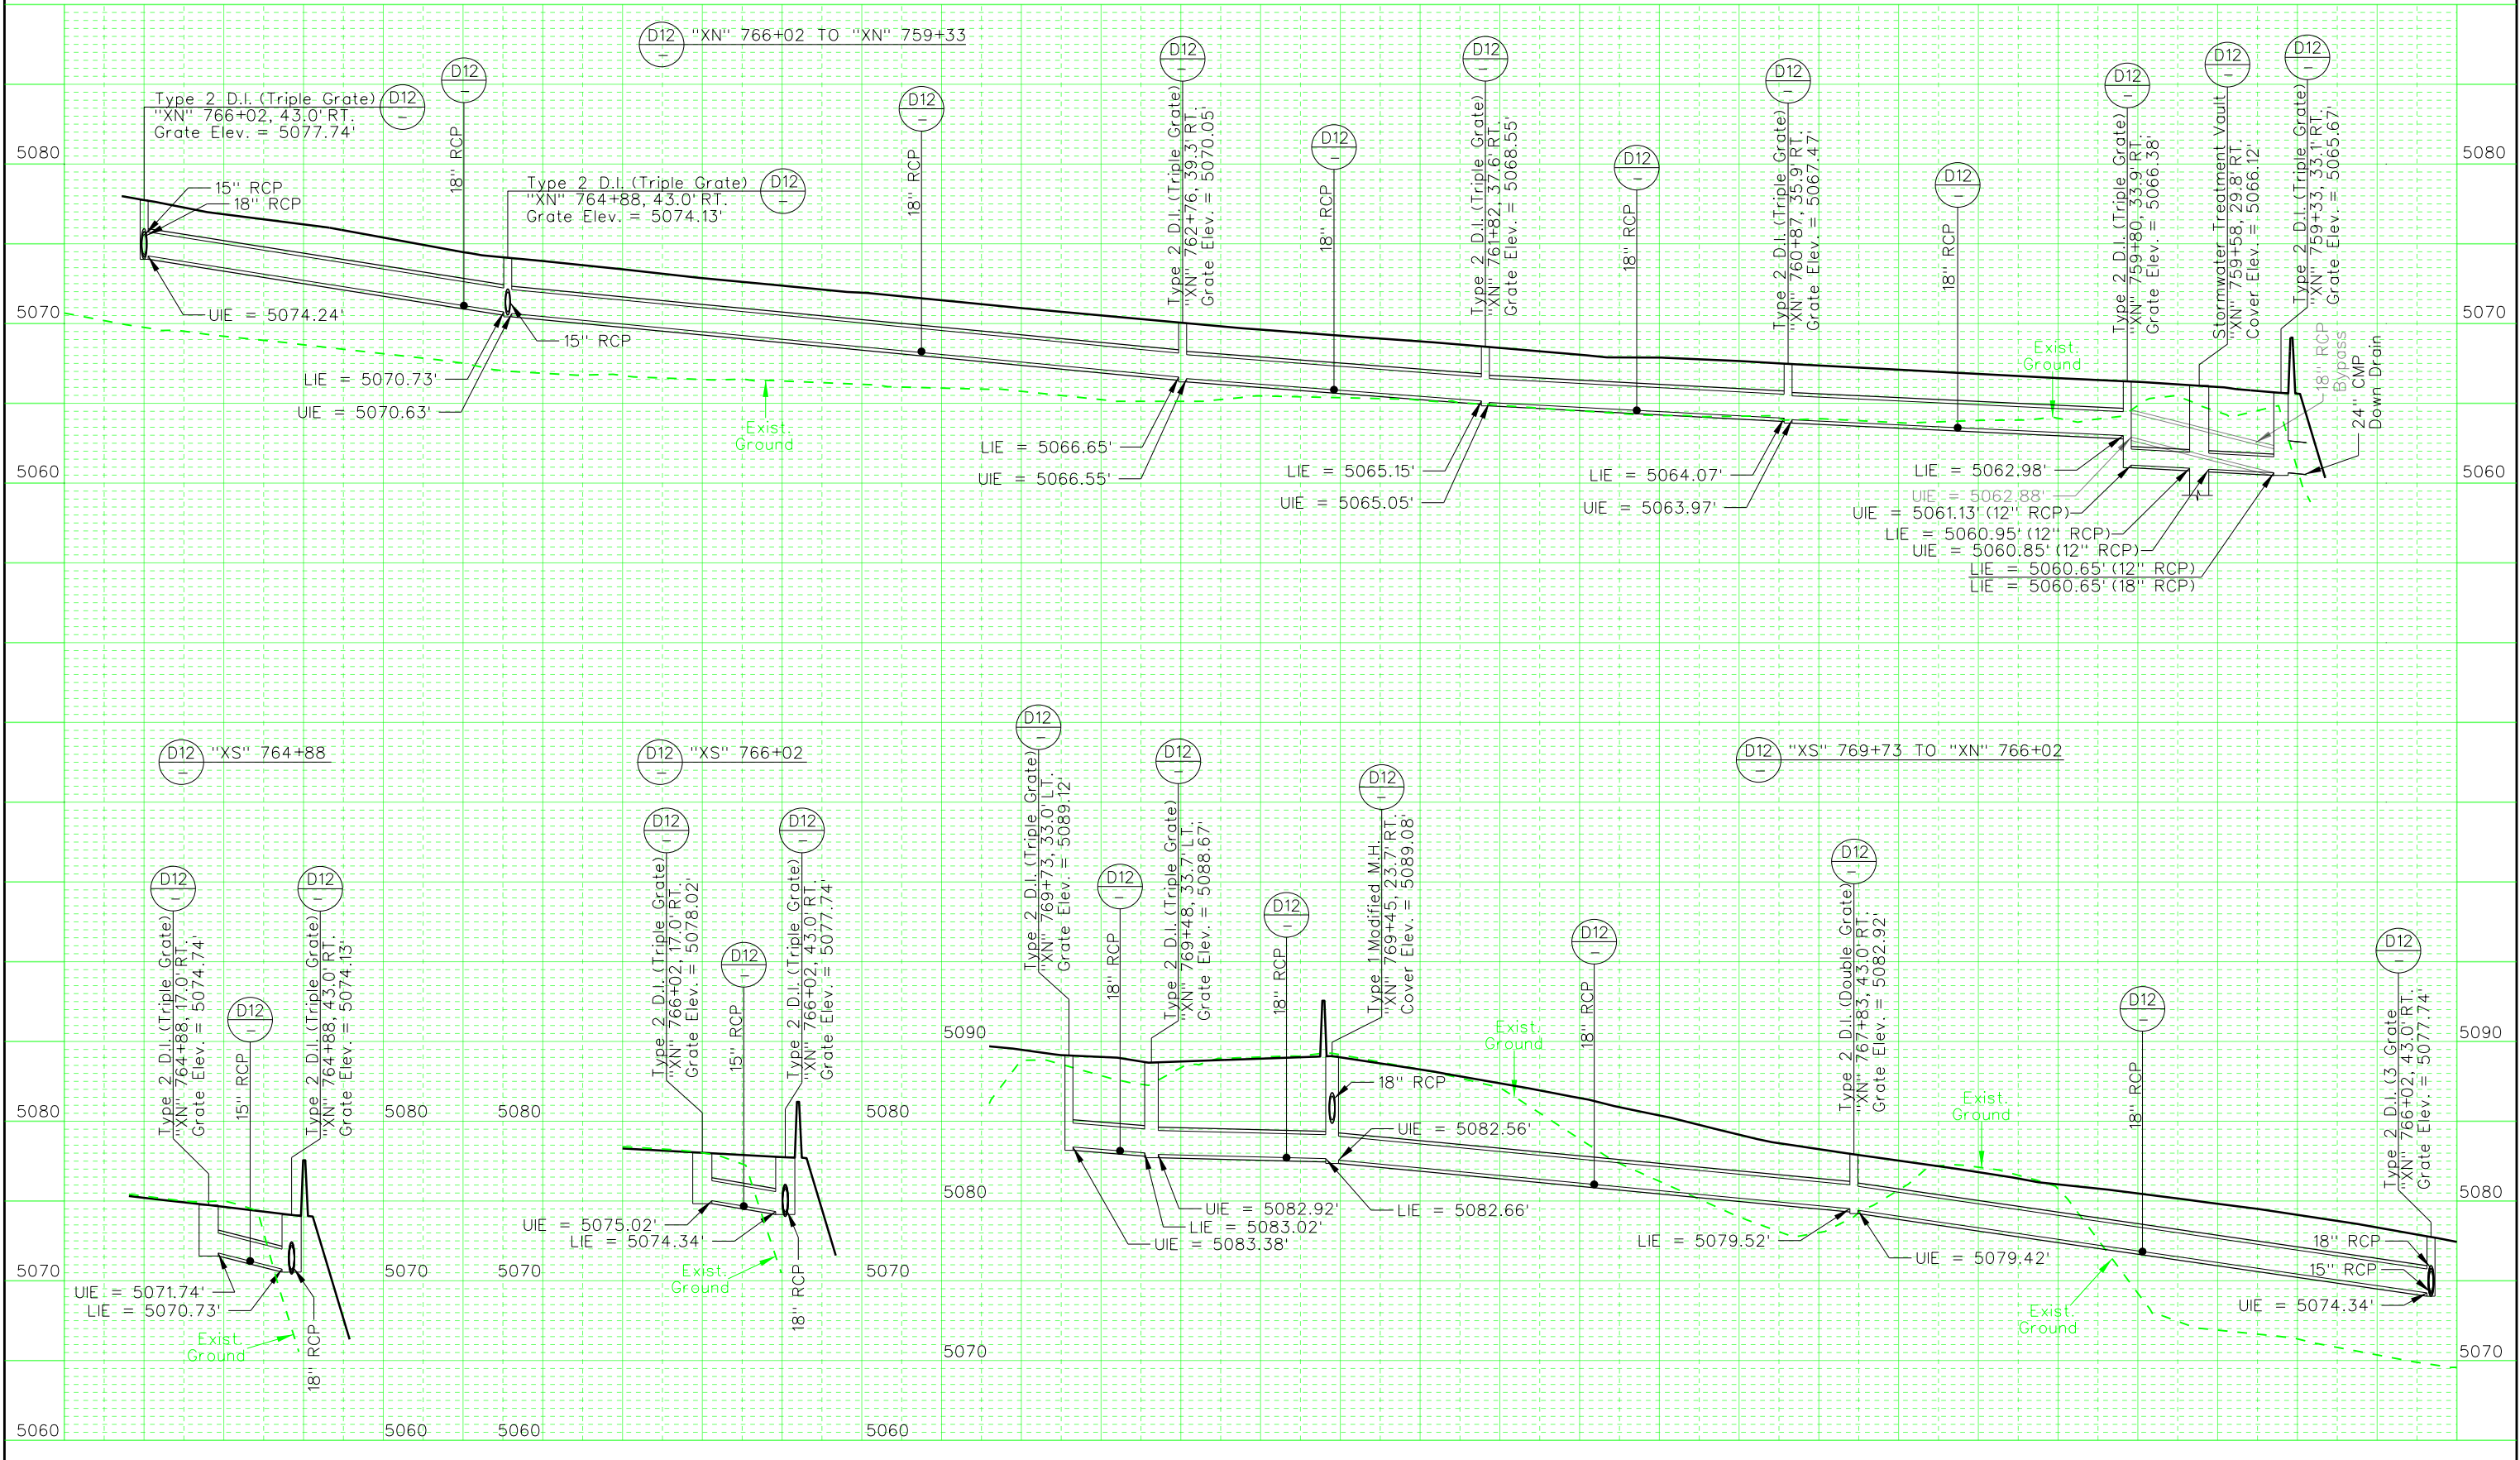 D12
–
"XN" 766+02 TO "XN" 759+33
Type 2 D.I. (Triple Grate)
"XN" 766+02, 43.0' RT.
Grate Elev. = 5077.74'
D12
–
D12
–
18" RCP
15" RCP
18" RCP
UIE = 5074.24'
Type 2 D.I. (Triple Grate)
"XN" 764+88, 43.0' RT.
Grate Elev. = 5074.13'
D12
–
15" RCP
LIE = 5070.73'
UIE = 5070.63'
D12
–
18" RCP
Exist.
Ground
D12
–
Type 2 D.I. (Triple Grate)
"XN" 762+76, 39.3' RT.
Grate Elev. = 5070.05'
LIE = 5066.65'
UIE = 5066.55'
D12
–
18" RCP
D12
–
Type 2 D.I. (Triple Grate)
"XN" 761+82, 37.6' RT.
Grate Elev. = 5068.55'
LIE = 5065.15'
UIE = 5065.05'
D12
–
18" RCP
D12
–
Type 2 D.I. (Triple Grate)
"XN" 760+87, 35.9' RT.
Grate Elev. = 5067.47'
LIE = 5064.07'
UIE = 5063.97'
D12
–
18" RCP
Exist.
Ground
D12
–
Type 2 D.I. (Triple Grate)
"XN" 759+80, 33.9' RT.
Grate Elev. = 5066.38'
D12
–
Stormwater Treatment Vault
"XN" 759+58, 29.8' RT.
Cover Elev. = 5066.12'
D12
–
Type 2 D.I. (Triple Grate)
"XN" 759+33, 33.1' RT.
Grate Elev. = 5065.67'
18" RCP
Bypass
24" CMP
Down Drain
LIE = 5062.98'
UIE = 5062.88'
UIE = 5061.13' (12" RCP)
LIE = 5060.95' (12" RCP)
UIE = 5060.85' (12" RCP)
LIE = 5060.65' (12" RCP)
LIE = 5060.65' (18" RCP)
5080
5070
5060
5080
5070
5060
D12
–
"XS" 764+88
D12
–
Type 2 D.I. (Triple Grate)
"XN" 764+88, 17.0' RT.
Grate Elev. = 5074.74'
D12
–
15" RCP
D12
–
Type 2 D.I. (Triple Grate)
"XN" 764+88, 43.0' RT.
Grate Elev. = 5074.13'
UIE = 5071.74'
LIE = 5070.73'
Exist.
Ground
18" RCP
5080
5070
5060
5080
5070
5060
D12
–
"XS" 766+02
D12
–
Type 2 D.I. (Triple Grate)
"XN" 766+02, 17.0' RT.
Grate Elev. = 5078.02'
D12
–
15" RCP
D12
–
Type 2 D.I. (Triple Grate)
"XN" 766+02, 43.0' RT.
Grate Elev. = 5077.74'
UIE = 5075.02'
LIE = 5074.34'
Exist.
Ground
18" RCP
5080
5070
5060
5080
5070
5060
D12
–
"XS" 769+73 TO "XN" 766+02
D12
–
Type 2 D.I. (Triple Grate)
"XN" 769+73, 33.0' LT.
Grate Elev. = 5089.12'
D12
–
18" RCP
D12
–
Type 2 D.I. (Triple Grate)
"XN" 769+48, 33.7' LT.
Grate Elev. = 5088.67'
D12
–
18" RCP
D12
–
Type 1 Modified M.H.
"XN" 769+45, 23.7' RT.
Cover Elev. = 5089.08'
18" RCP
UIE = 5082.56'
LIE = 5082.66'
UIE = 5082.92'
LIE = 5083.02'
UIE = 5083.38'
Exist.
Ground
D12
–
18" RCP
D12
–
Type 2 D.I. (Double Grate)
"XN" 767+83, 43.0' RT.
Grate Elev. = 5082.92'
LIE = 5079.52'
UIE = 5079.42'
Exist.
Ground
D12
–
18" RCP
Exist.
Ground
D12
–
Type 2 D.I. (3 Grate
"XN" 766+02, 43.0' RT.
Grate Elev. = 5077.74'
18" RCP
15" RCP
UIE = 5074.34'
5090
5080
5070
5090
5080
5070